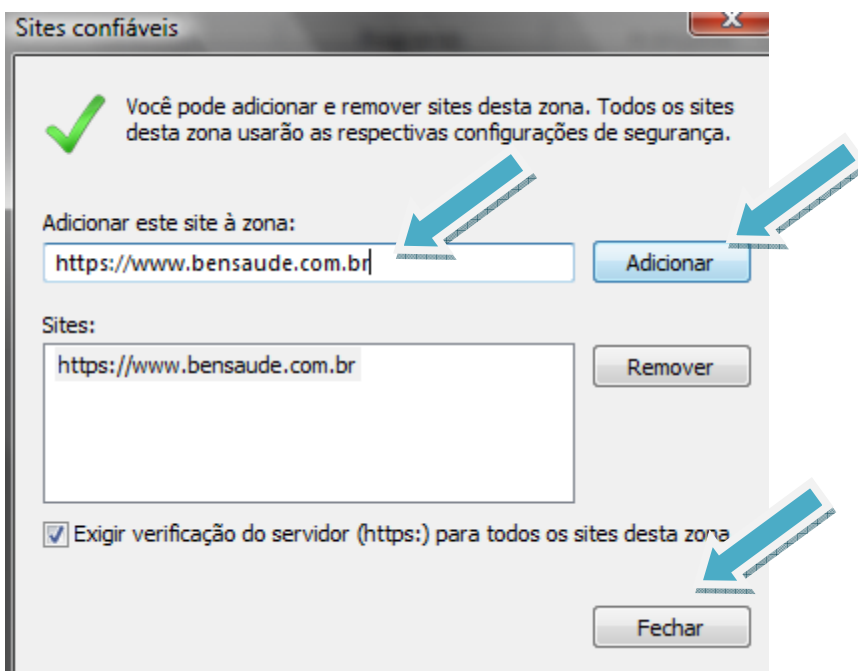 Sites confiáveis
Você pode adicionar e remover sites desta zona. Todos os sites
desta zona usarão as respectivas configurações de segurança.
Adicionar este site à zona:
https://www.bensaude.com.br
Adicionar
Sites:
https://www.bensaude.com.br
Remover
Exigir verificação do servidor (https:) para todos os sites desta zona
Fechar